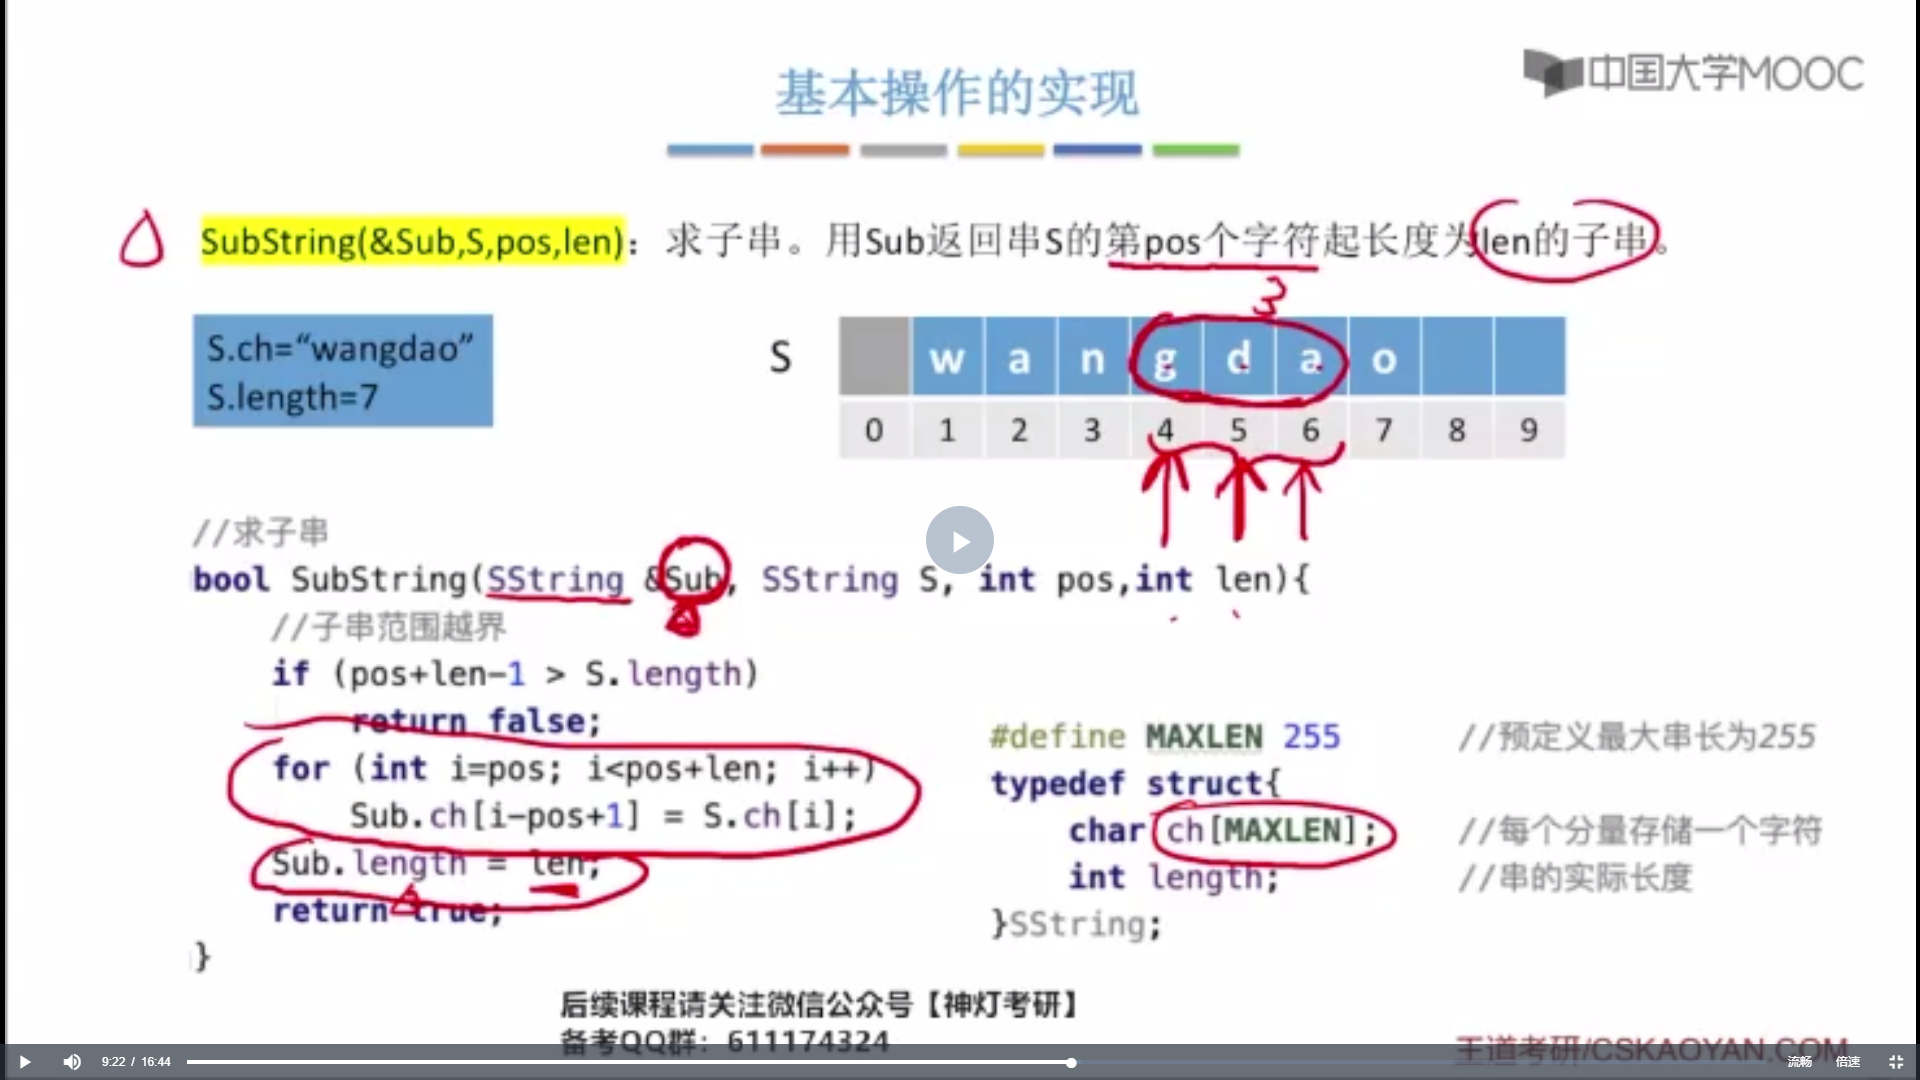 中国大学MOOC
基本操作的实现
SubString(&Sub,S,pos,len)：求子串。用Sub返回串S的第pos个字符起长度为len的子串。
3
S.ch=“wangdao”
S.length=7
S w a n g d a o
0 1 2 3 4 5 6 7 8 9
//求子串
bool SubString(SString &Sub, SString S, int pos,int len){
//子串范围越界
if (pos+len-1 > S.length)
return false;
for (int i=pos; i<pos+len; i++)
Sub.ch[i-pos+1] = S.ch[i];
Sub.length = len;
return true;
}
#define MAXLEN 255 //预定义最大串长为255
typedef struct{
char ch[MAXLEN]; //每个分量存储一个字符
int length; //串的实际长度
}SString;
后续课程请关注微信公众号【神灯考研】
备考QQ群：611174324
王道考研/CSKAOYAN.COM
9:22 / 16:44 流畅 倍速